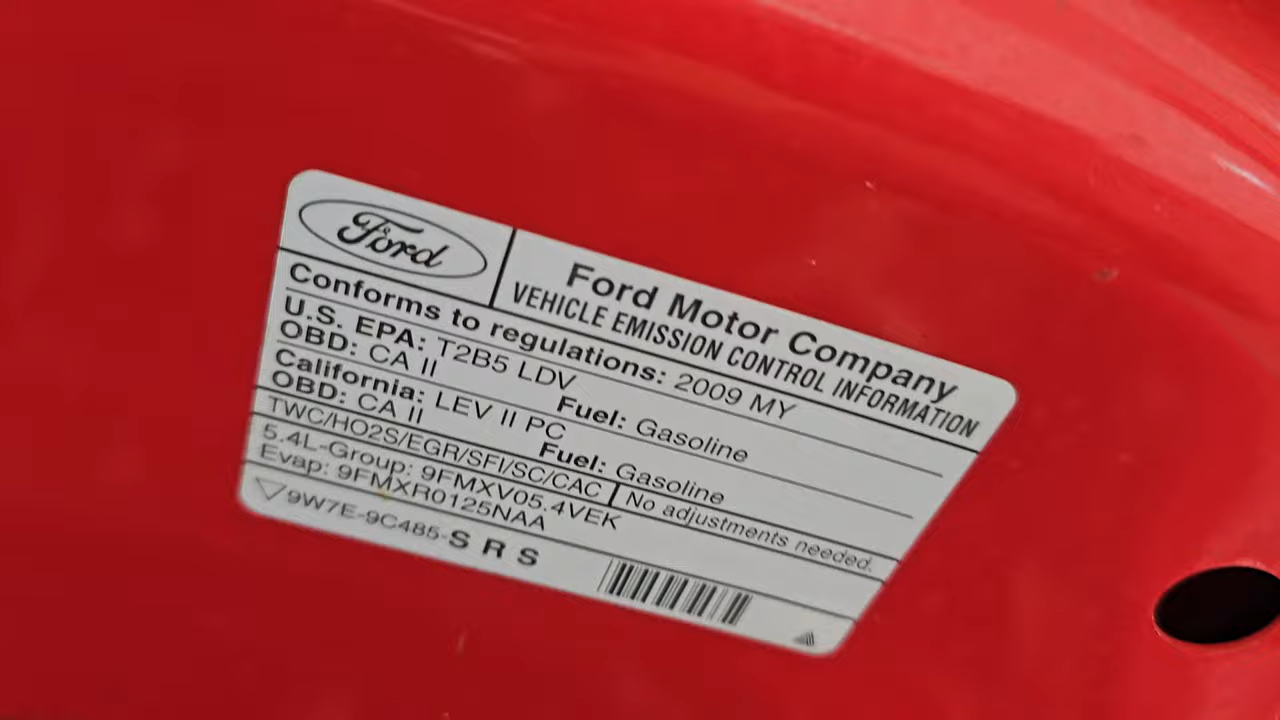 Ford
Ford Motor Company
VEHICLE EMISSION CONTROL INFORMATION
Conforms to regulations: 2009 MY
U.S. EPA: T2B5 LDV
OBD: CA II Fuel: Gasoline
California: LEV II PC
OBD: CA II Fuel: Gasoline
TWC/HO2S/EGR/SFI/SC/CAC No adjustments needed.
5.4L-Group: 9FMXV05.4VEK
Evap: 9FMXR0125NAA
9W7E-9C485-S R S